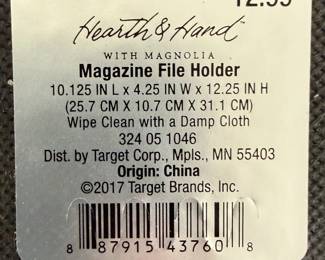 12.99
Hearth & Hand
WITH MAGNOLIA
Magazine File Holder
10.125 IN L x 4.25 IN W x 12.25 IN H
(25.7 CM X 10.7 CM X 31.1 CM)
Wipe Clean with a Damp Cloth
324 05 1046
Dist. by Target Corp., Mpls., MN 55403
Origin: China
©2017 Target Brands, Inc.
8 87915 43760 8